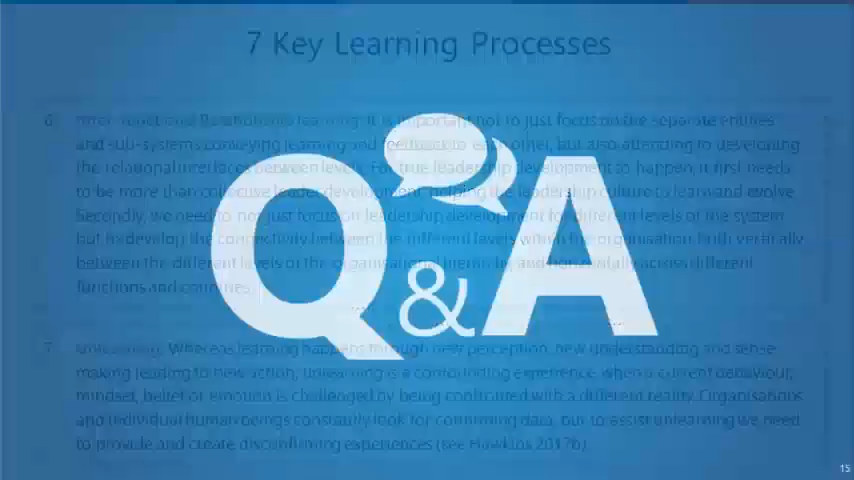 7 Key Learning Processes
Q&A
6. Inter-functional Relationship learning. It is important not to just focus on the separate entities
and sub-systems conveying learning and feedback to each other, but also attending to developing
the relational interfaces between levels. For true leadership development to happen, it first needs
to be more than collective leader development, helping the leadership culture to learn and evolve
Secondly, we need to not just focus on leadership development for different levels of the system
but to develop the connectivity between the different levels within the organisation, both vertically
between the different levels of the organisational hierarchy, and horizontally across different
functions and countries.
7. Unlearning. Whereas learning happens through new perception, new understanding and sense
making leading to new action, unlearning is a confronting experience, when a current behaviour,
mindset, belief or emotion is challenged by being confronted with a different reality. Organisations
and individual human beings constantly look for confirming data, but to assist unlearning we need
to provide and create disconfirming experiences (see Hawkins 2017b).
15